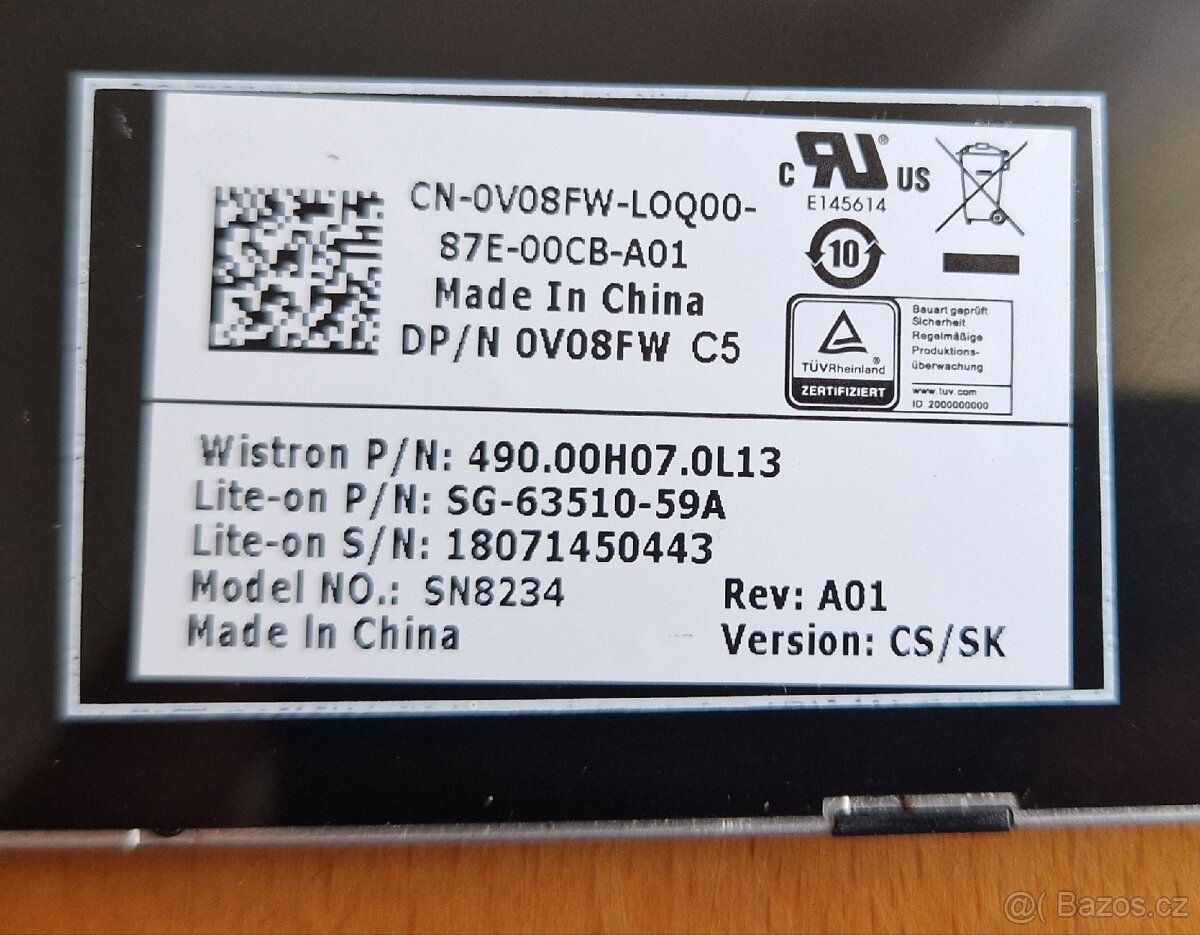 CN-0V08FW-LOQ00-
87E-00CB-A01
Made In China
DP/N 0V08FW C5
c RU® US
E145614
10
TÜVRheinland®
ZERTIFIZIERT
Bauart geprüft
Sicherheit
Regelmäßige
Produktions-
überwachung
www.tuv.com
ID 2000000000
Wistron P/N: 490.00H07.0L13
Lite-on P/N: SG-63510-59A
Lite-on S/N: 18071450443
Model NO.: SN8234
Rev: A01
Made In China
Version: CS/SK
@( Bazos.cz